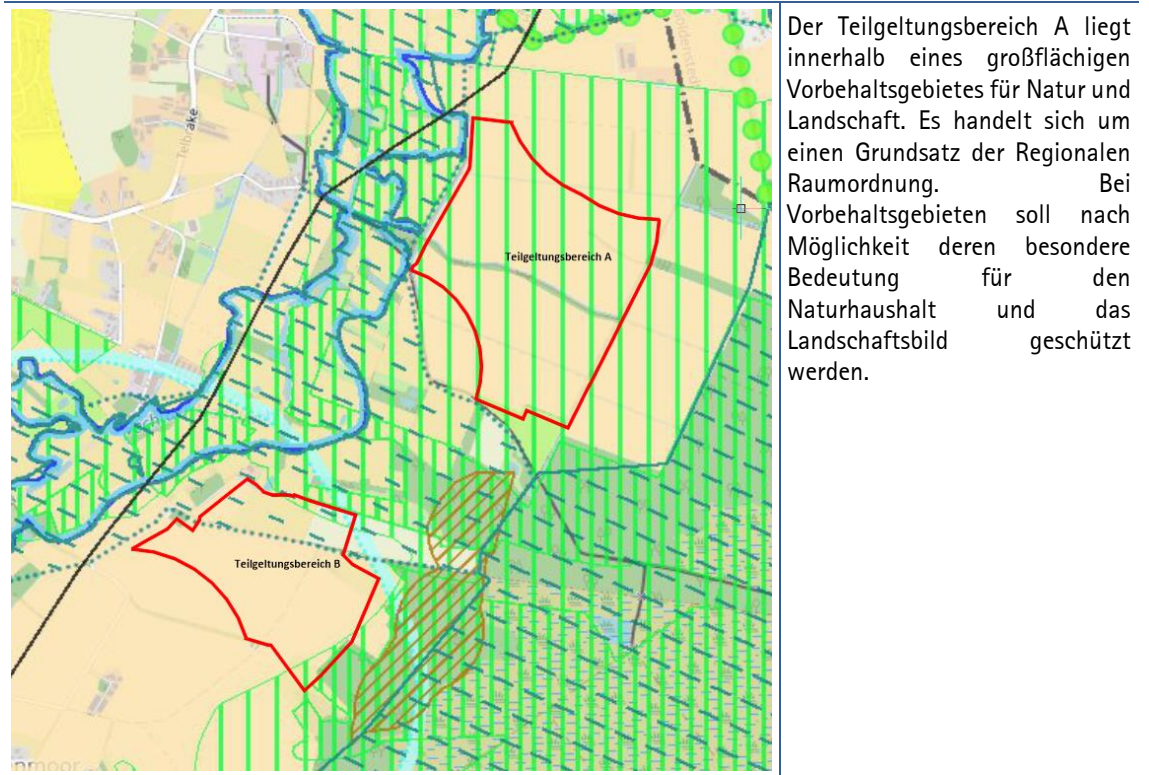 Telbrake
oldenstedt
Teilgeltungsbereich A
Teilgeltungsbereich B
Der Teilgeltungsbereich A liegt
innerhalb eines großflächigen
Vorbehaltsgebietes für Natur und
Landschaft. Es handelt sich um
einen Grundsatz der Regionalen
Raumordnung. Bei
Vorbehaltsgebieten soll nach
Möglichkeit deren besondere
Bedeutung für den
Naturhaushalt und das
Landschaftsbild geschützt
werden.